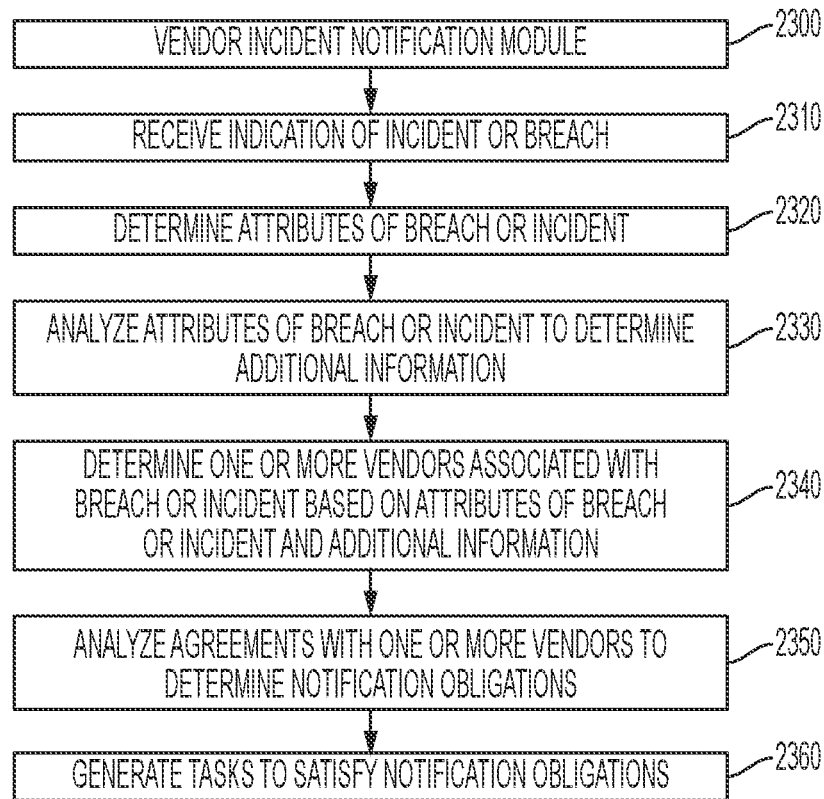 VENDOR INCIDENT NOTIFICATION MODULE
2300
RECEIVE INDICATION OF INCIDENT OR BREACH
2310
DETERMINE ATTRIBUTES OF BREACH OR INCIDENT
2320
ANALYZE ATTRIBUTES OF BREACH OR INCIDENT TO DETERMINE
ADDITIONAL INFORMATION
2330
DETERMINE ONE OR MORE VENDORS ASSOCIATED WITH
BREACH OR INCIDENT BASED ON ATTRIBUTES OF BREACH
OR INCIDENT AND ADDITIONAL INFORMATION
2340
ANALYZE AGREEMENTS WITH ONE OR MORE VENDORS TO
DETERMINE NOTIFICATION OBLIGATIONS
2350
GENERATE TASKS TO SATISFY NOTIFICATION OBLIGATIONS
2360